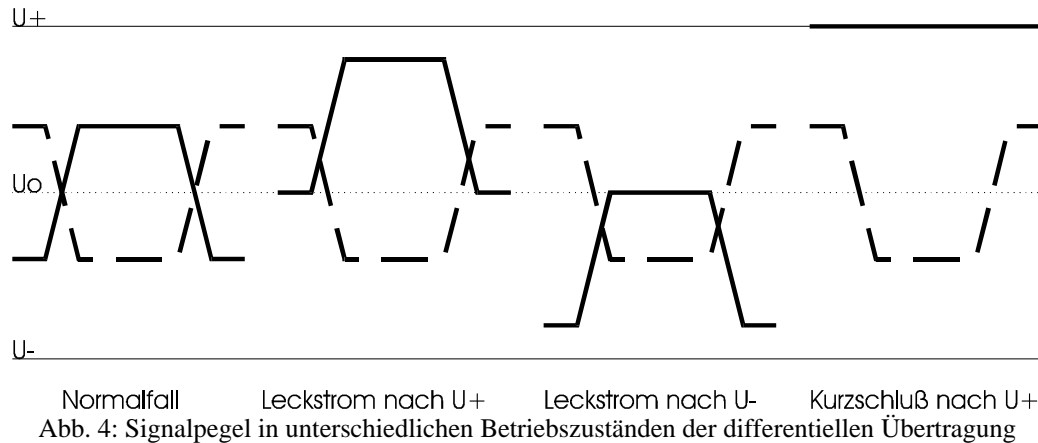 U+
Uo
U-
Normalfall Leckstrom nach U+ Leckstrom nach U- Kurzschluß nach U+
Abb. 4: Signalpegel in unterschiedlichen Betriebszuständen der differentiellen Übertragung